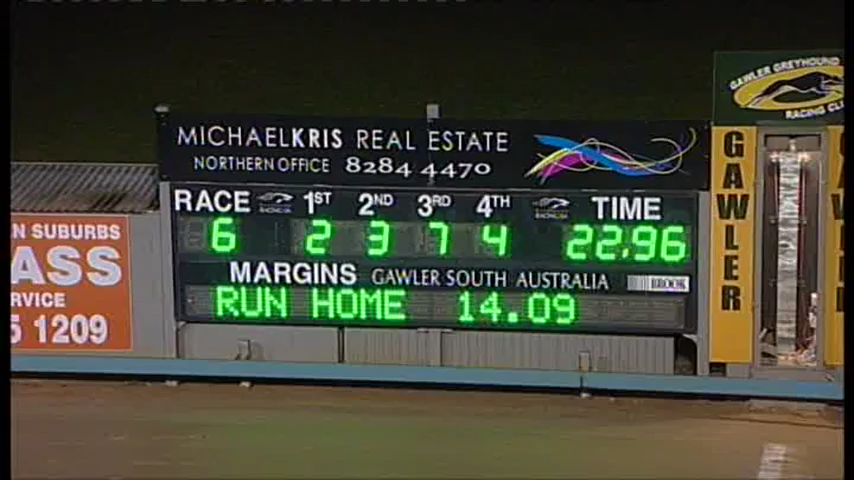 GAWLER GREYHOUND
RACING CL
MICHAELKRIS REAL ESTATE
NORTHERN OFFICE 8284 4470
RACE 1ST 2ND 3RD 4TH TIME
6 2 3 7 4 22.96
MARGINS GAWLER SOUTH AUSTRALIA BROOK
RUN HOME 14.09
N SUBURBS
ASS
RVICE
5 1209
GAWLER